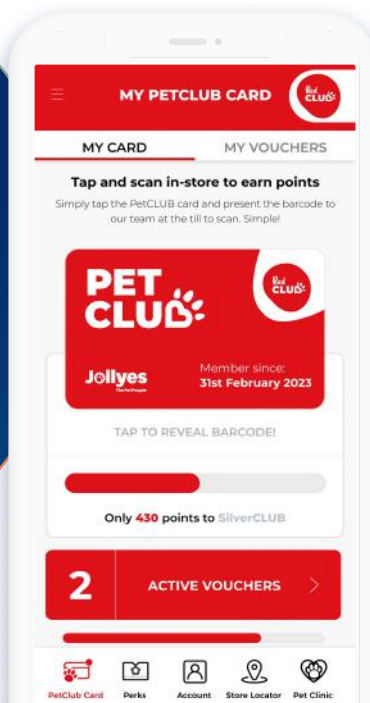 MY PETCLUB CARD
Red
CLUB
MY CARD
MY VOUCHERS
Tap and scan in-store to earn points
Simply tap the PetCLUB card and present the barcode to
our team at the till to scan. Simple!
PET
CLUB
Red
CLUB
Jollyes
The Pet People
Member since:
31st February 2023
TAP TO REVEAL BARCODE!
Only 430 points to SilverCLUB
2
ACTIVE VOUCHERS
PetClub Card
Perks
Account
Store Locator
Pet Clinic